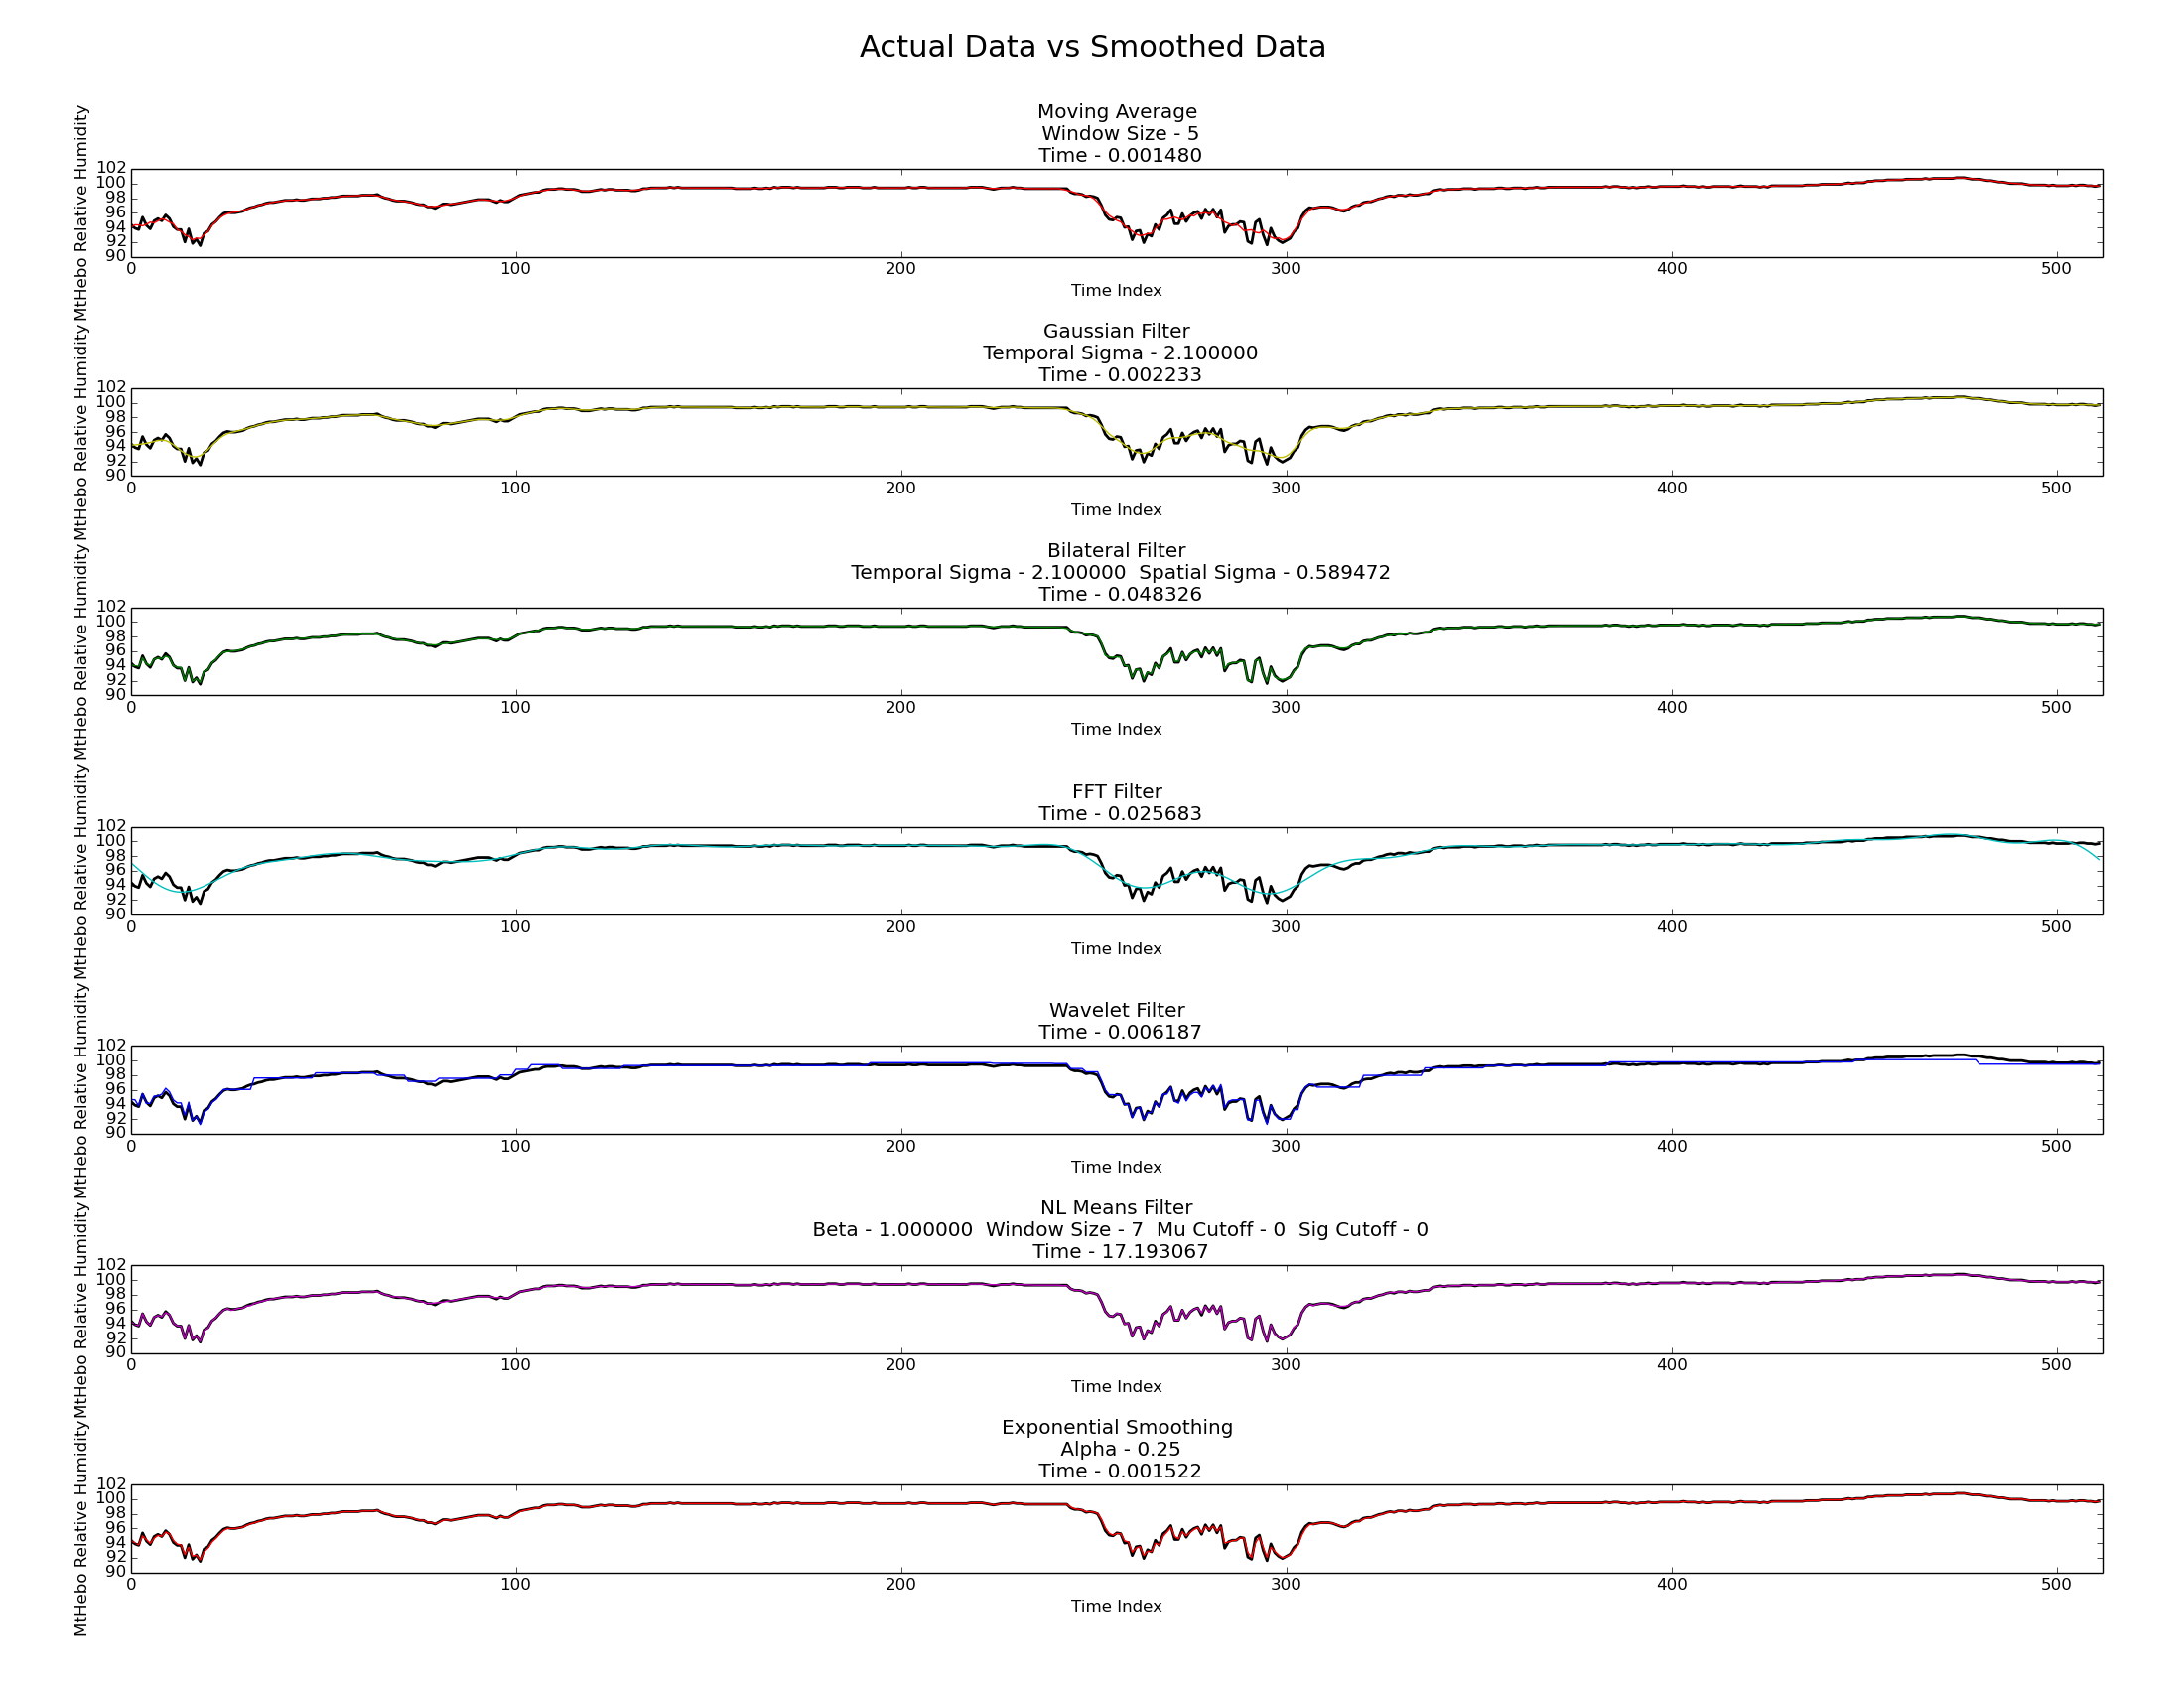 Actual Data vs Smoothed Data
Moving Average
Window Size - 5
Time - 0.001480
MtHebo Relative Humidity
102
100
98
96
94
92
90
0 100 200 300 400 500
Time Index
Gaussian Filter
Temporal Sigma - 2.100000
Time - 0.002233
MtHebo Relative Humidity
102
100
98
96
94
92
90
0 100 200 300 400 500
Time Index
Bilateral Filter
Temporal Sigma - 2.100000  Spatial Sigma - 0.589472
Time - 0.048326
MtHebo Relative Humidity
102
100
98
96
94
92
90
0 100 200 300 400 500
Time Index
FFT Filter
Time - 0.025683
MtHebo Relative Humidity
102
100
98
96
94
92
90
0 100 200 300 400 500
Time Index
Wavelet Filter
Time - 0.006187
MtHebo Relative Humidity
102
100
98
96
94
92
90
0 100 200 300 400 500
Time Index
NL Means Filter
Beta - 1.000000  Window Size - 7  Mu Cutoff - 0  Sig Cutoff - 0
Time - 17.193067
MtHebo Relative Humidity
102
100
98
96
94
92
90
0 100 200 300 400 500
Time Index
Exponential Smoothing
Alpha - 0.25
Time - 0.001522
MtHebo Relative Humidity
102
100
98
96
94
92
90
0 100 200 300 400 500
Time Index